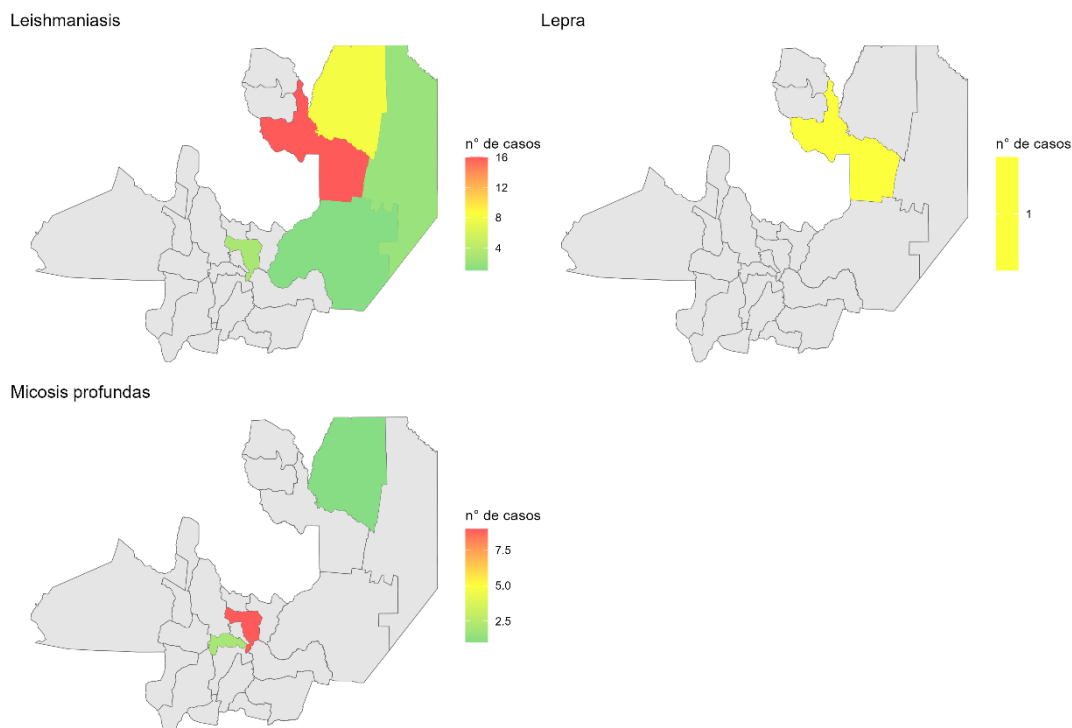 Leishmaniasis
n° de casos
16
12
8
4
Lepra
n° de casos
1
Micosis profundas
n° de casos
7.5
5.0
2.5